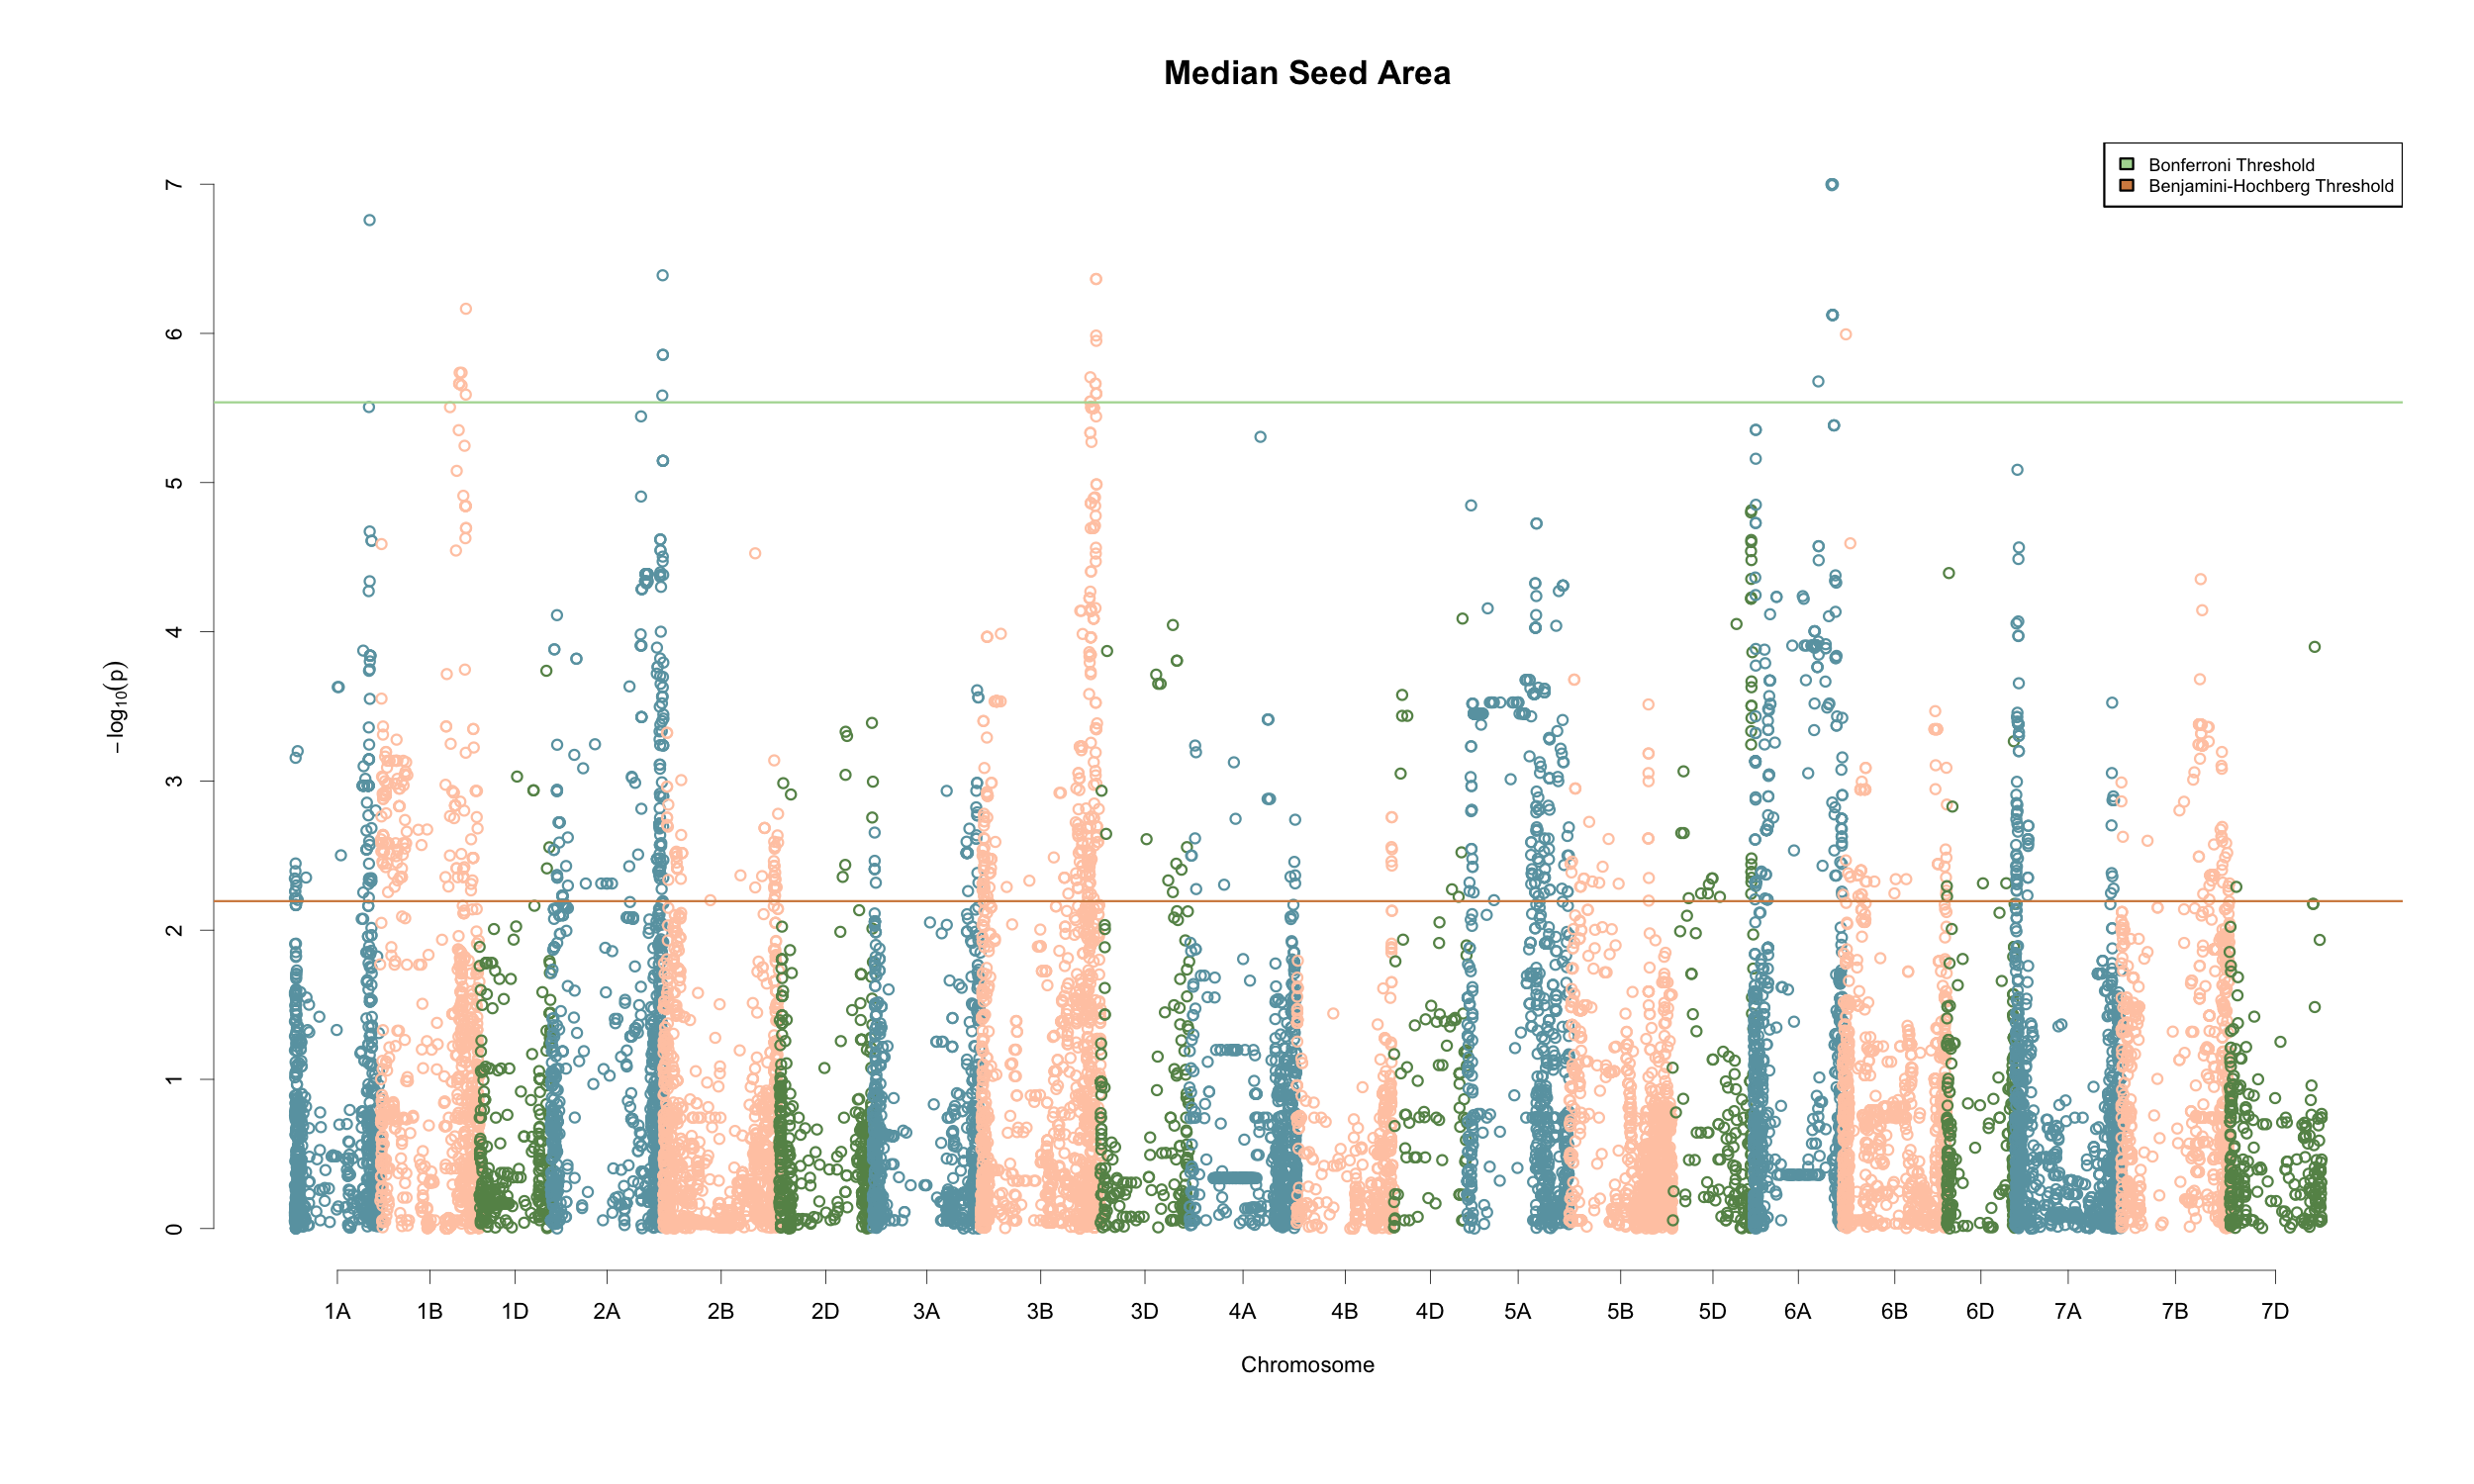 Median Seed Area
Bonferroni Threshold
Benjamini-Hochberg Threshold
7
6
5
4
3
2
1
0
−log10(p)
1A 1B 1D 2A 2B 2D 3A 3B 3D 4A 4B 4D 5A 5B 5D 6A 6B 6D 7A 7B 7D
Chromosome